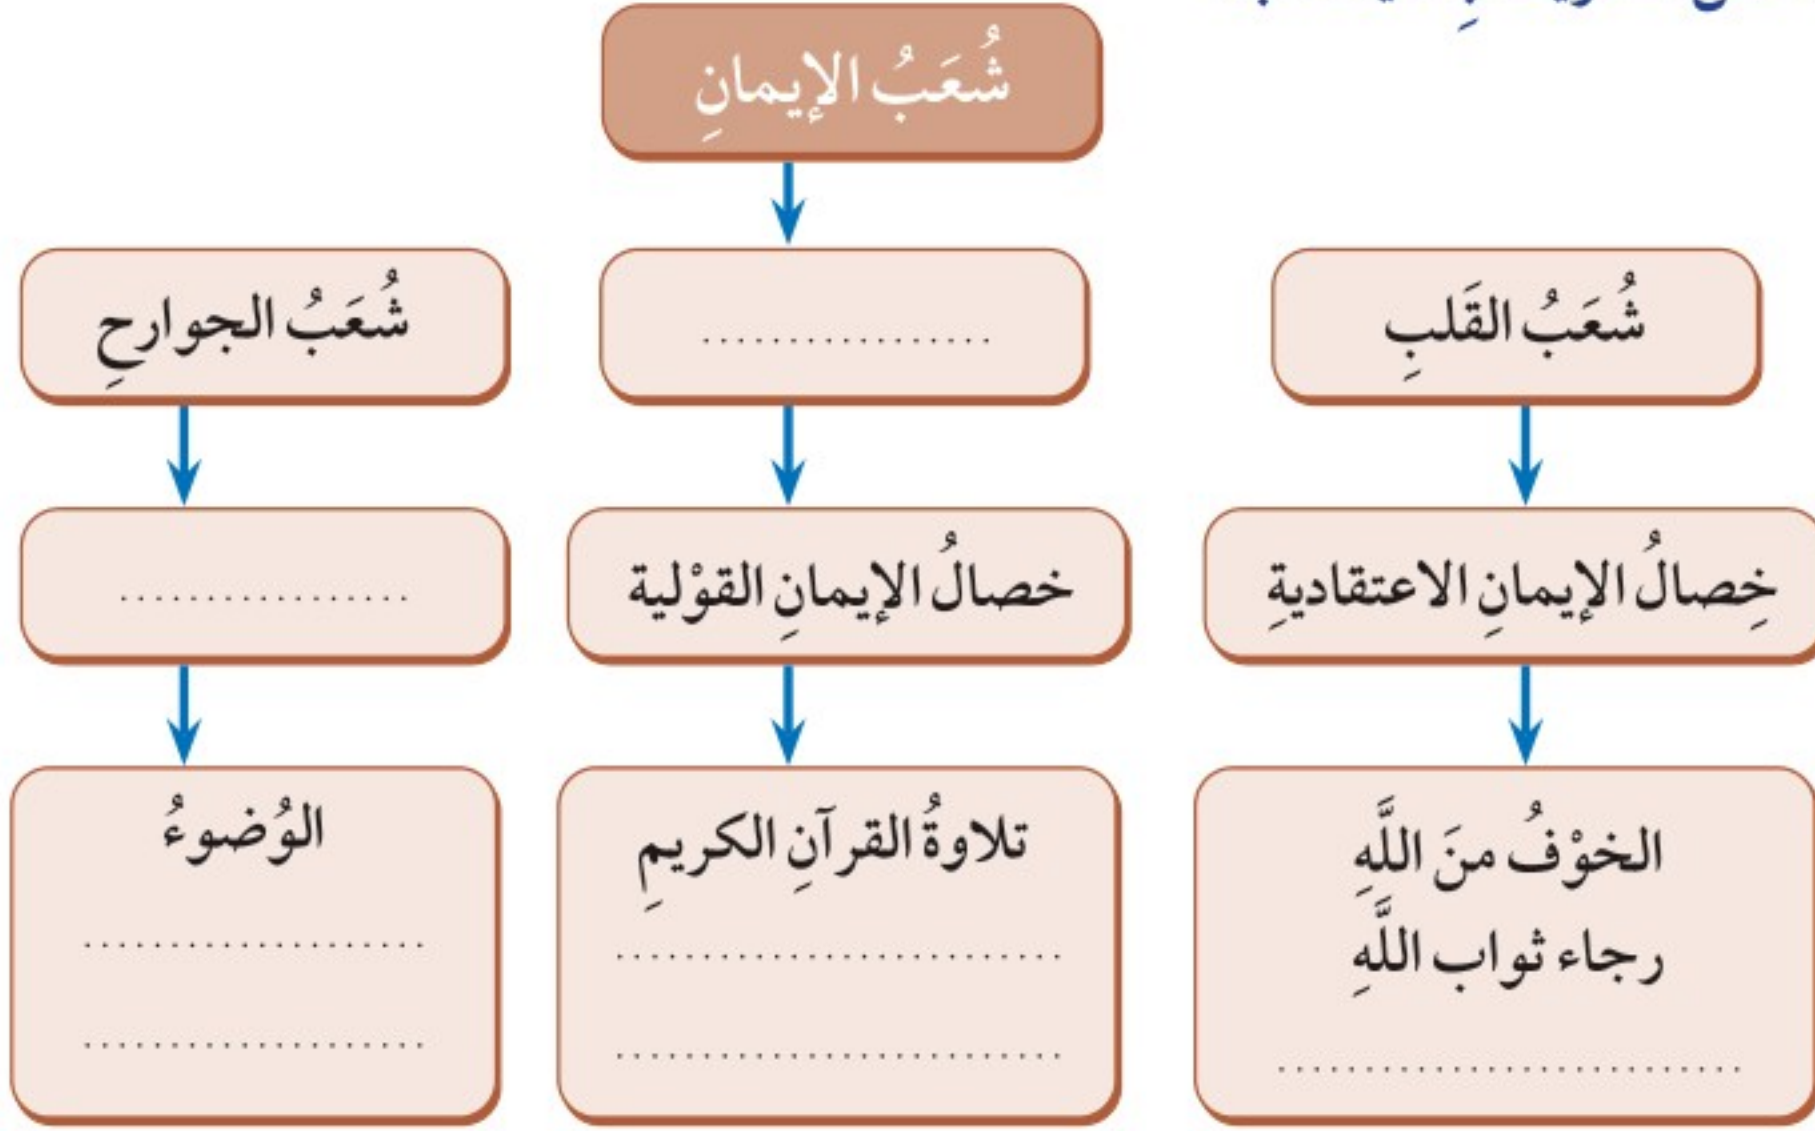 شُعَبُ الإيمانِ
شُعَبُ القَلبِ
.................
شُعَبُ الجوارحِ
خِصالُ الإيمانِ الاعتقاديةِ
خصالُ الإيمانِ القوْلية
.................
الخوْفُ منَ اللَّهِ
رجاء ثواب اللَّهِ
...........................
تلاوةُ القرآنِ الكريمِ
...........................
...........................
الوُضوءُ
....................
....................